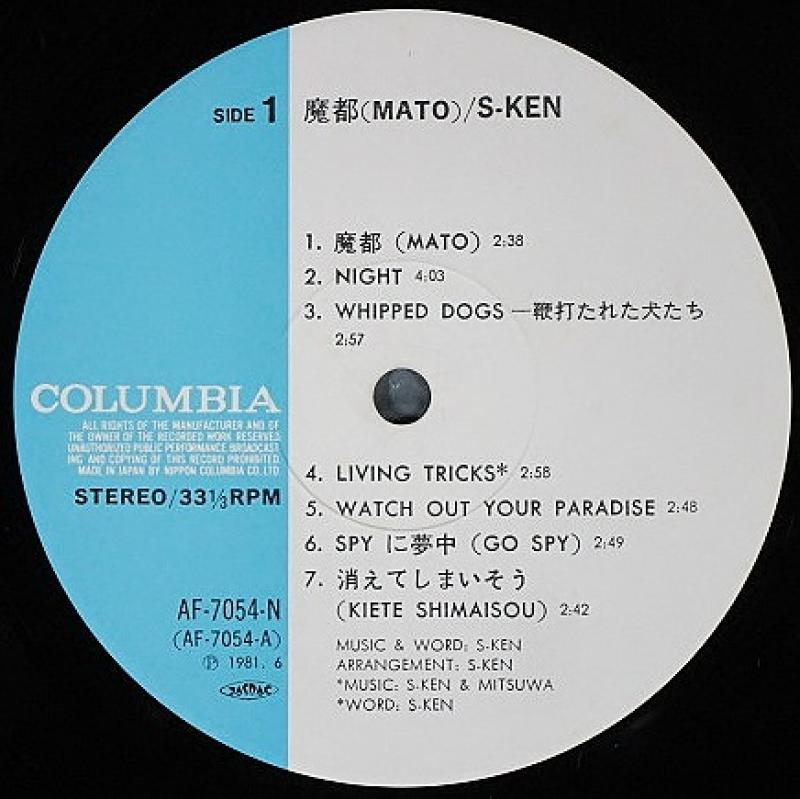 SIDE 1
魔都(MATO)/S-KEN
1. 魔都 (MATO) 2:38
2. NIGHT 4:03
3. WHIPPED DOGS —鞭打たれた犬たち
2:57
4. LIVING TRICKS* 2:58
5. WATCH OUT YOUR PARADISE 2:48
6. SPY に夢中 (GO SPY) 2:49
7. 消えてしまいそう
(KIETE SHIMAISOU) 2:42
MUSIC & WORD: S-KEN
ARRANGEMENT: S-KEN
*MUSIC: S-KEN & MITSUWA
*WORD: S-KEN
COLUMBIA
ALL RIGHTS OF THE MANUFACTURER AND OF
THE OWNER OF THE RECORDED WORK RESERVED.
UNAUTHORIZED PUBLIC PERFORMANCE BROADCAST.
ING AND COPYING OF THIS RECORD PROHIBITED.
MADE IN JAPAN BY NIPPON COLUMBIA CO. LTD
STEREO/33⅓RPM
AF-7054-N
(AF-7054-A)
Ⓟ 1981. 6
JASRAC